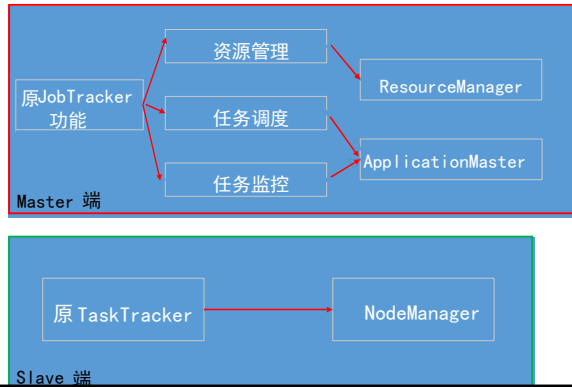 资源管理
ResourceManager
原JobTracker
功能
任务调度
ApplicationMaster
任务监控
Master 端
原 TaskTracker
NodeManager
Slave 端